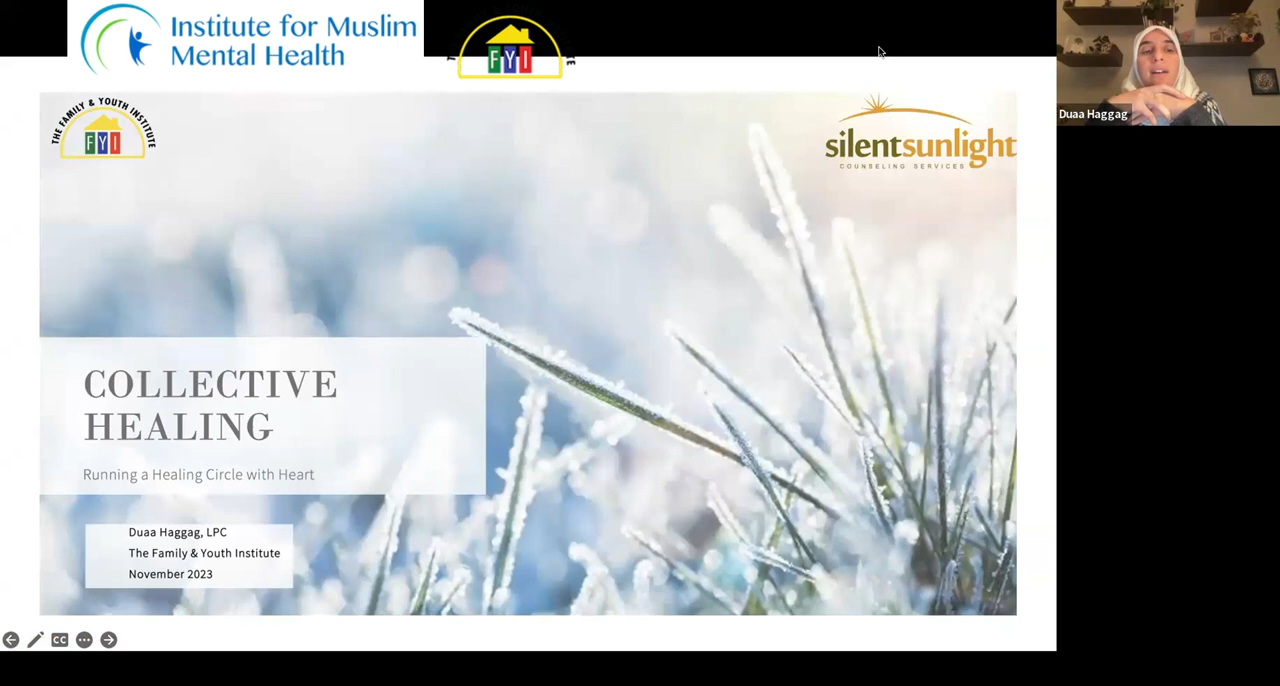 Institute for Muslim
Mental Health
FYI
THE FAMILY & YOUTH INSTITUTE
FYI
silentsunlight
COUNSELING SERVICES
Duaa Haggag
COLLECTIVE
HEALING
Running a Healing Circle with Heart
Duaa Haggag, LPC
The Family & Youth Institute
November 2023
CC